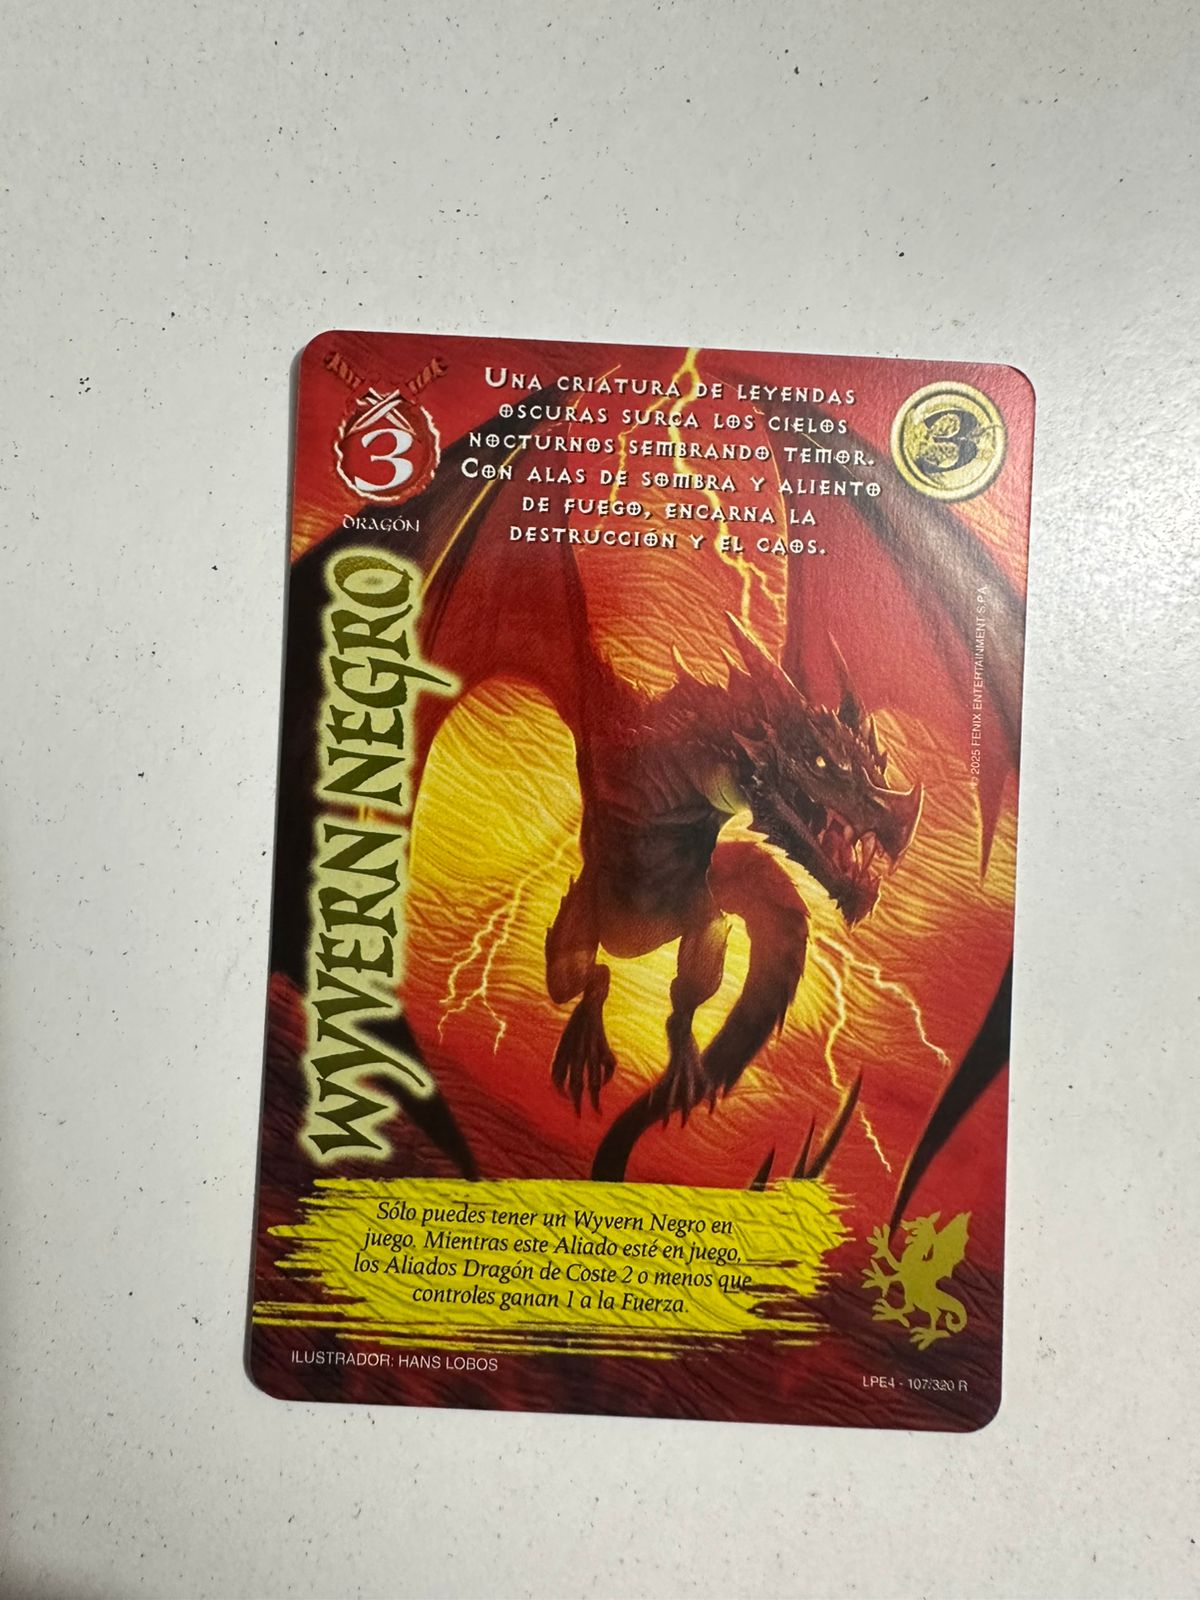 3
DRAGÓN
UNA CRIATURA DE LEYENDAS
OSCURAS SURCA LOS CIELOS
NOCTURNOS SEMBRANDO TEMOR.
CON ALAS DE SOMBRA Y ALIENTO
DE FUEGO, ENCARNA LA
DESTRUCCIÓN Y EL CAOS.
3
WYVERN NEGRO
© 2025 FENIX ENTERTAINMENT S.P.A
Sólo puedes tener un Wyvern Negro en
juego. Mientras este Aliado esté en juego,
los Aliados Dragón de Coste 2 o menos que
controles ganan 1 a la Fuerza.
ILUSTRADOR: HANS LOBOS
LPE4 - 107/320 R